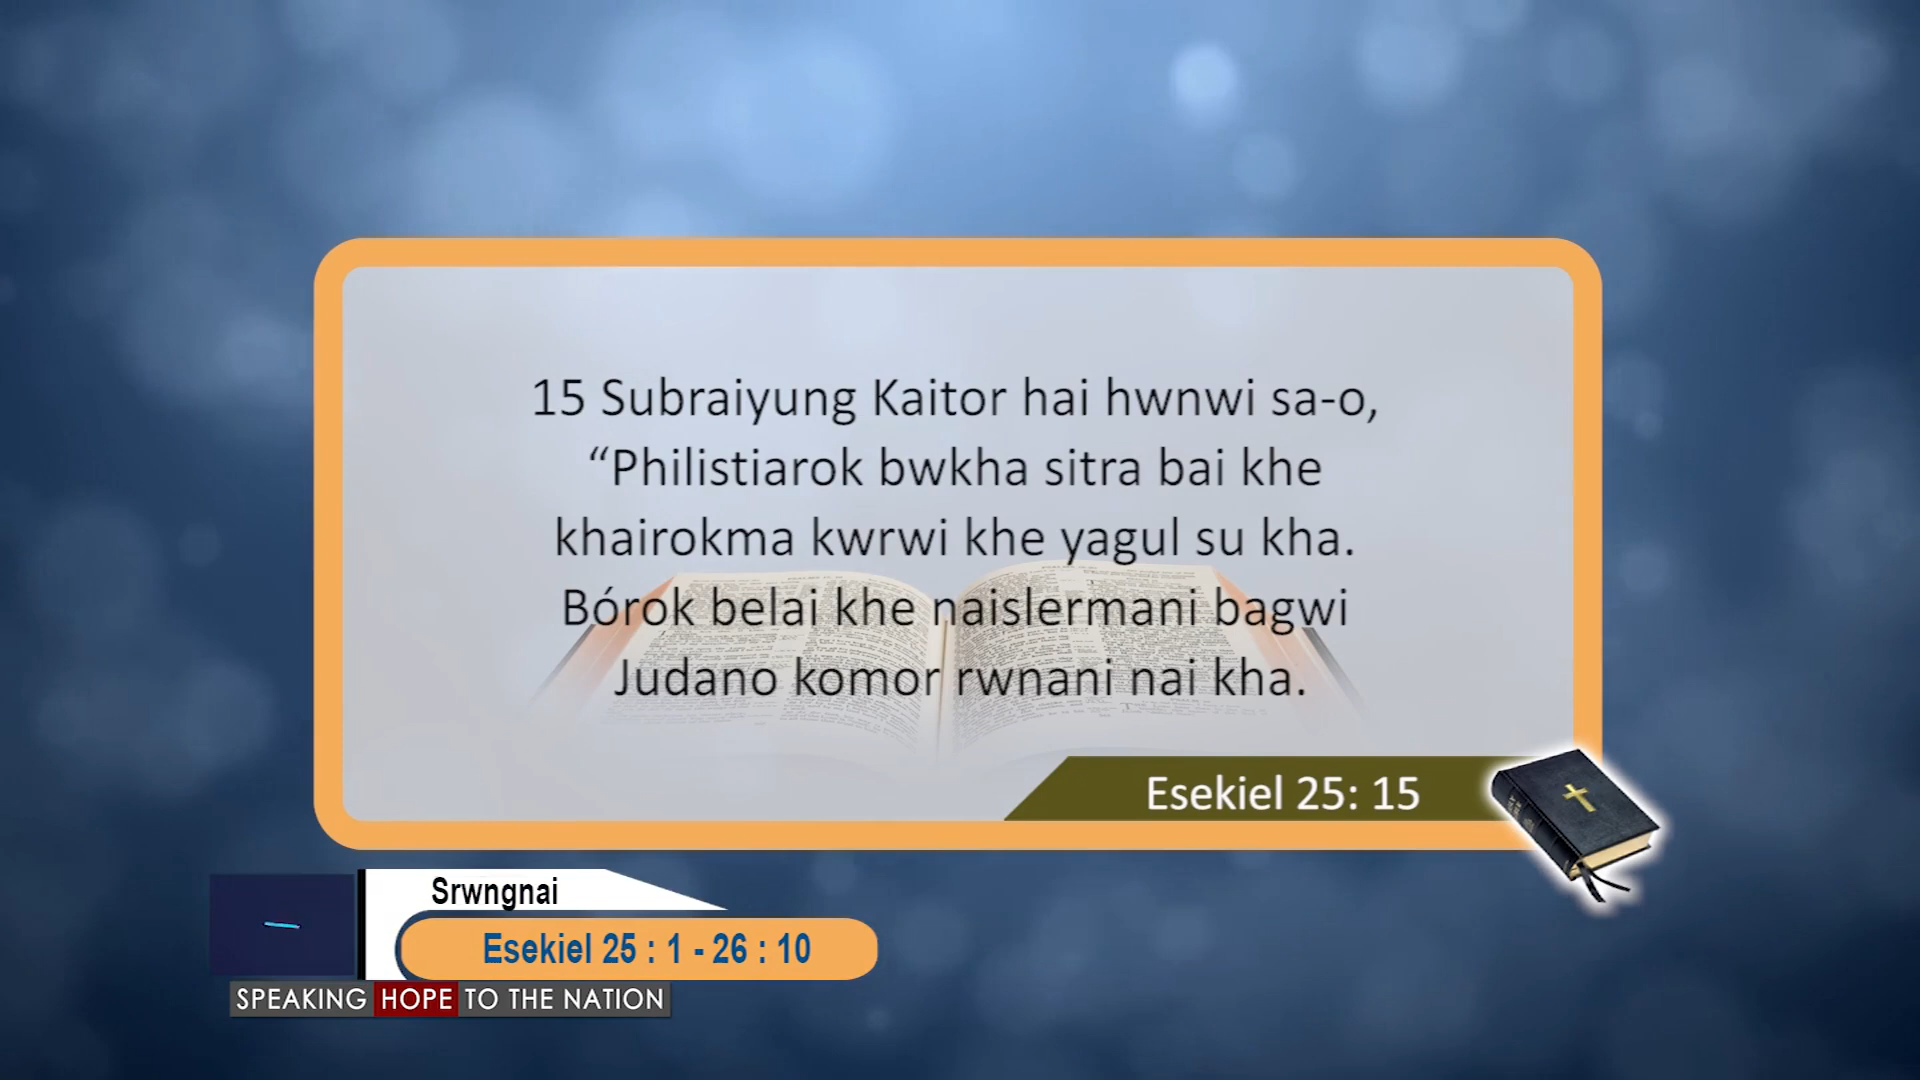 15 Subraiyung Kaitor hai hwnwi sa-o,
“Philistiarok bwkha sitra bai khe
khairokma kwrwi khe yagul su kha.
Bórok belai khe naislermani bagwi
Judano komor rwnani nai kha.
Esekiel 25: 15
Srwngnai
Esekiel 25 : 1 - 26 : 10
SPEAKING HOPE TO THE NATION